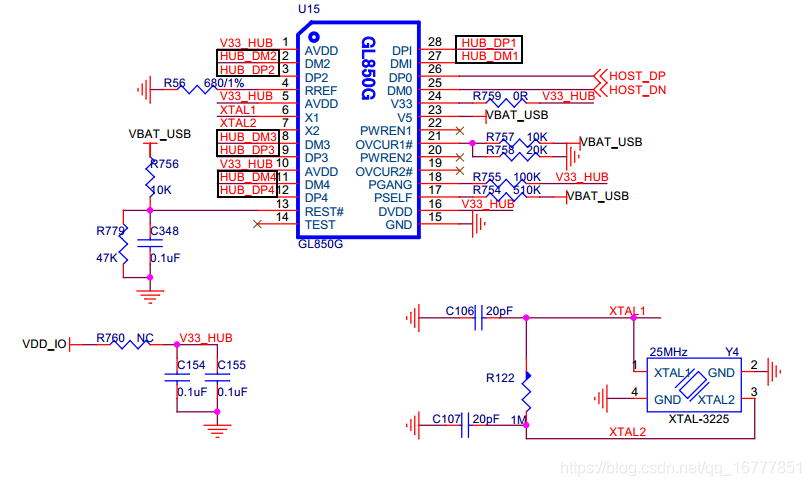 U15
GL850G
V33_HUB 1 AVDD DPI 28 HUB_DP1
HUB_DM2 2 DM2 DMI 27 HUB_DM1
HUB_DP2 3 DP2 DP0 26 HOST_DP
R56 680/1% 4 RREF DM0 25 HOST_DN
V33_HUB 5 AVDD V33 24 R759 0R V33_HUB
XTAL1 6 X1 V5 23 VBAT_USB
XTAL2 7 X2 PWREN1 22
HUB_DM3 8 DM3 OVCUR1# 21 R757 10K VBAT_USB
HUB_DP3 9 DP3 PWREN2 20 R758 20K
V33_HUB 10 AVDD OVCUR2# 19
HUB_DM4 11 DM4 PGANG 18 R755 100K V33_HUB
HUB_DP4 12 DP4 PSELF 17 R754 510K VBAT_USB
13 REST# DVDD 16 V33_HUB
14 TEST GND 15
GL850G
VBAT_USB
R756
10K
R779 C348
47K 0.1uF
VDD_IO R760 NC V33_HUB
C154 C155
0.1uF 0.1uF
C106 20pF XTAL1
25MHz Y4
1 XTAL1 GND 2
R122
4 GND XTAL2 3
XTAL-3225
C107 20pF 1M
XTAL2
https://blog.csdn.net/qq_16777851